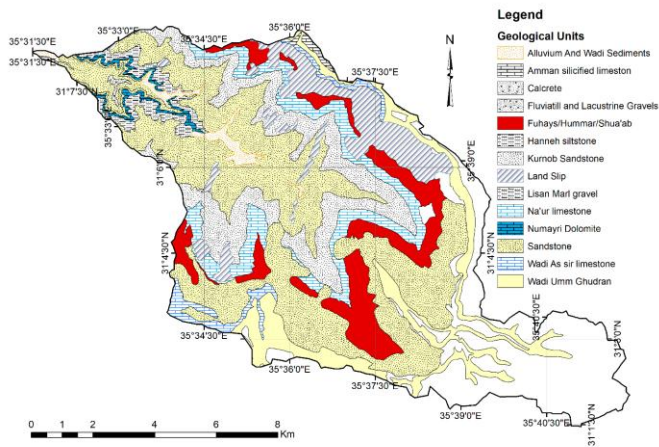 Legend
Geological Units
Alluvium And Wadi Sediments
Amman silicified limeston
Calcrete
Fluviatill and Lacustrine Gravels
Fuhays/Hummar/Shua'ab
Hanneh siltstone
Kurnob Sandstone
Land Slip
Lisan Marl gravel
Na'ur limestone
Numayri Dolomite
Sandstone
Wadi As sir limestone
Wadi Umm Ghudran
N
35°31'30"E
35°33'0"E
35°34'30"E
35°36'0"E
35°37'30"E
35°39'0"E
35°40'30"E
31°7'30"N
31°6'0"N
31°4'30"N
31°4'30"N
31°3'0"N
31°1'30"N
35°34'30"E
35°36'0"E
35°37'30"E
35°39'0"E
35°40'30"E
0 2 4 6 8
Km